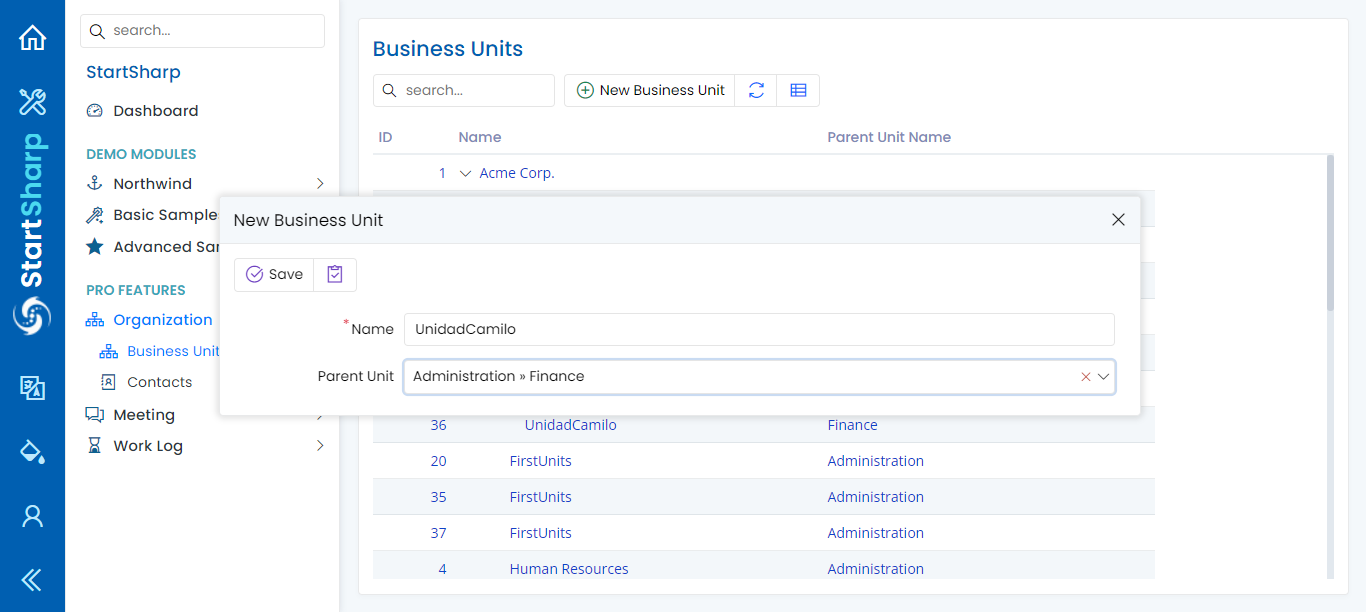 StartSharp
search...
StartSharp
Dashboard
DEMO MODULES
Northwind
Basic Sample
Advanced Sar
PRO FEATURES
Organization
Business Unit
Contacts
Meeting
Work Log
Business Units
search...
New Business Unit
ID Name Parent Unit Name
1 Acme Corp.
New Business Unit
Save
*Name UnidadCamilo
Parent Unit Administration » Finance
36 UnidadCamilo Finance
20 FirstUnits Administration
35 FirstUnits Administration
37 FirstUnits Administration
4 Human Resources Administration